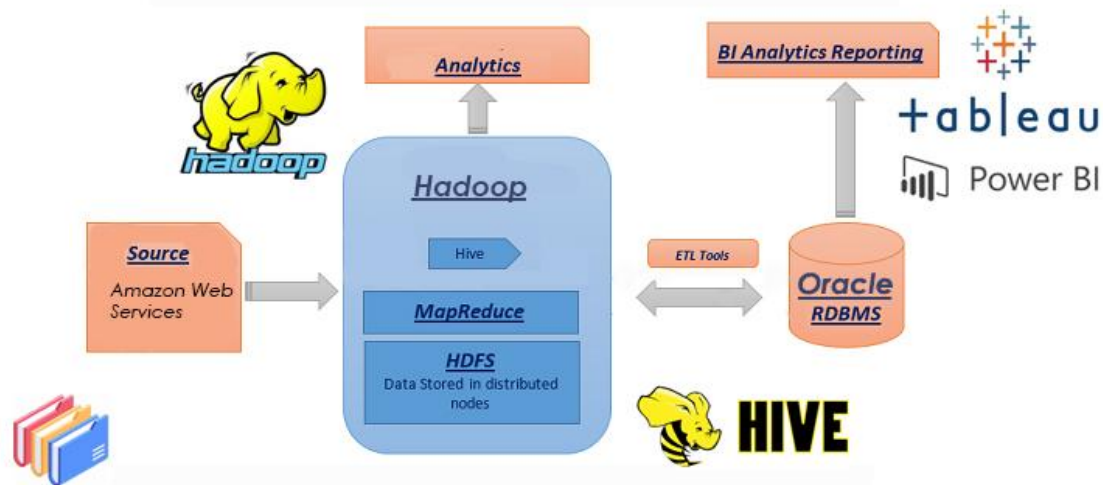 Analytics
BI Analytics Reporting
+ableau
Power BI
hadoop
Hadoop
Source
Amazon Web
Services
Hive
ETL Tools
Oracle
RDBMS
MapReduce
HDFS
Data Stored in distributed
nodes
HIVE